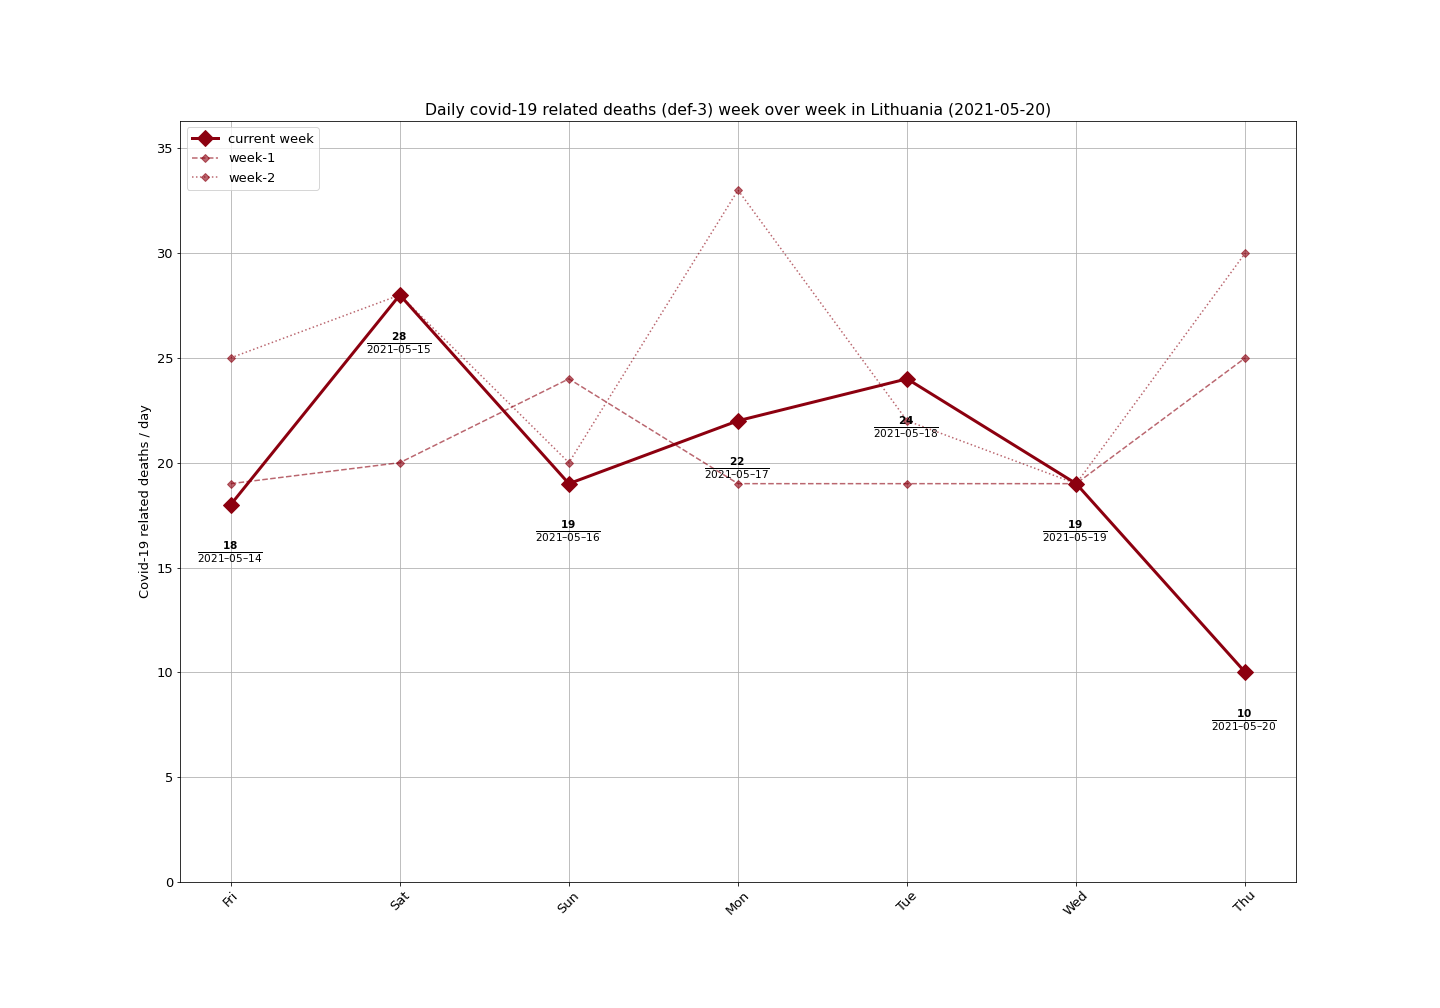 Daily covid-19 related deaths (def-3) week over week in Lithuania (2021-05-20)
current week
week-1
week-2
Covid-19 related deaths / day
35
30
25
20
15
10
5
0
28
2021–05–15
24
2021–05–18
22
2021–05–17
19
2021–05–16
19
2021–05–19
18
2021–05–14
10
2021–05–20
Fri
Sat
Sun
Mon
Tue
Wed
Thu